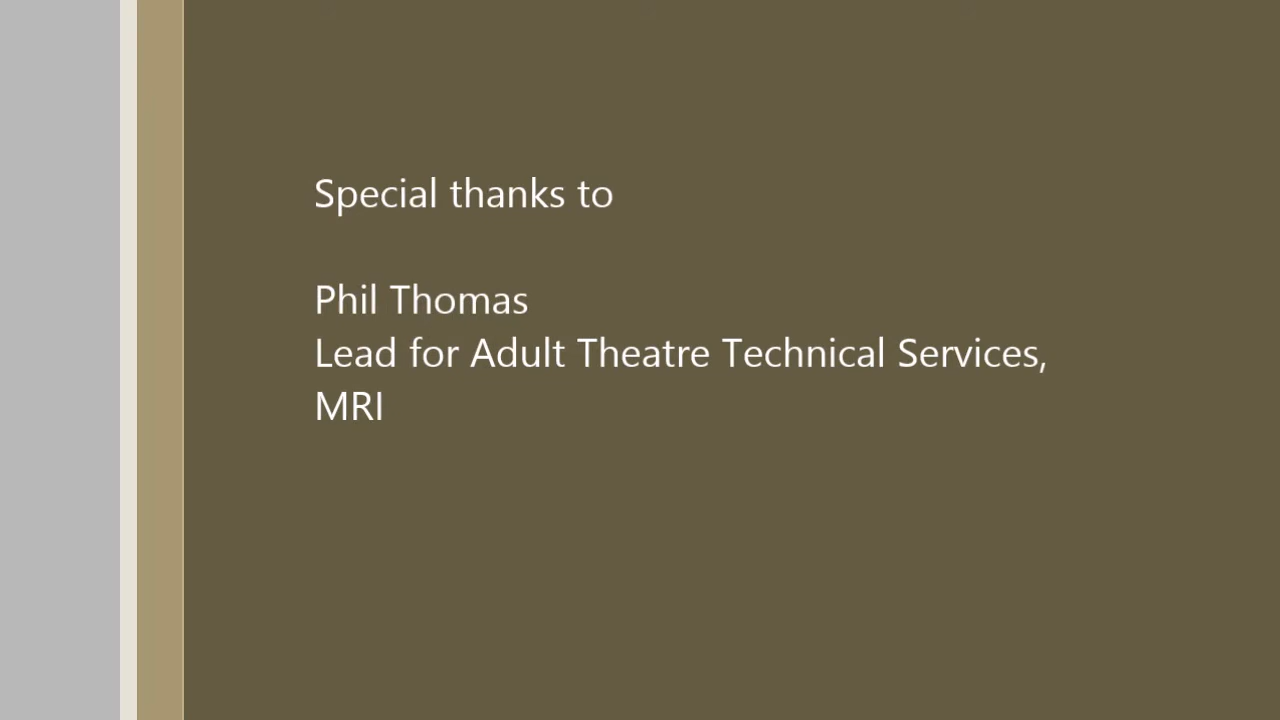 Special thanks to
Phil Thomas
Lead for Adult Theatre Technical Services,
MRI